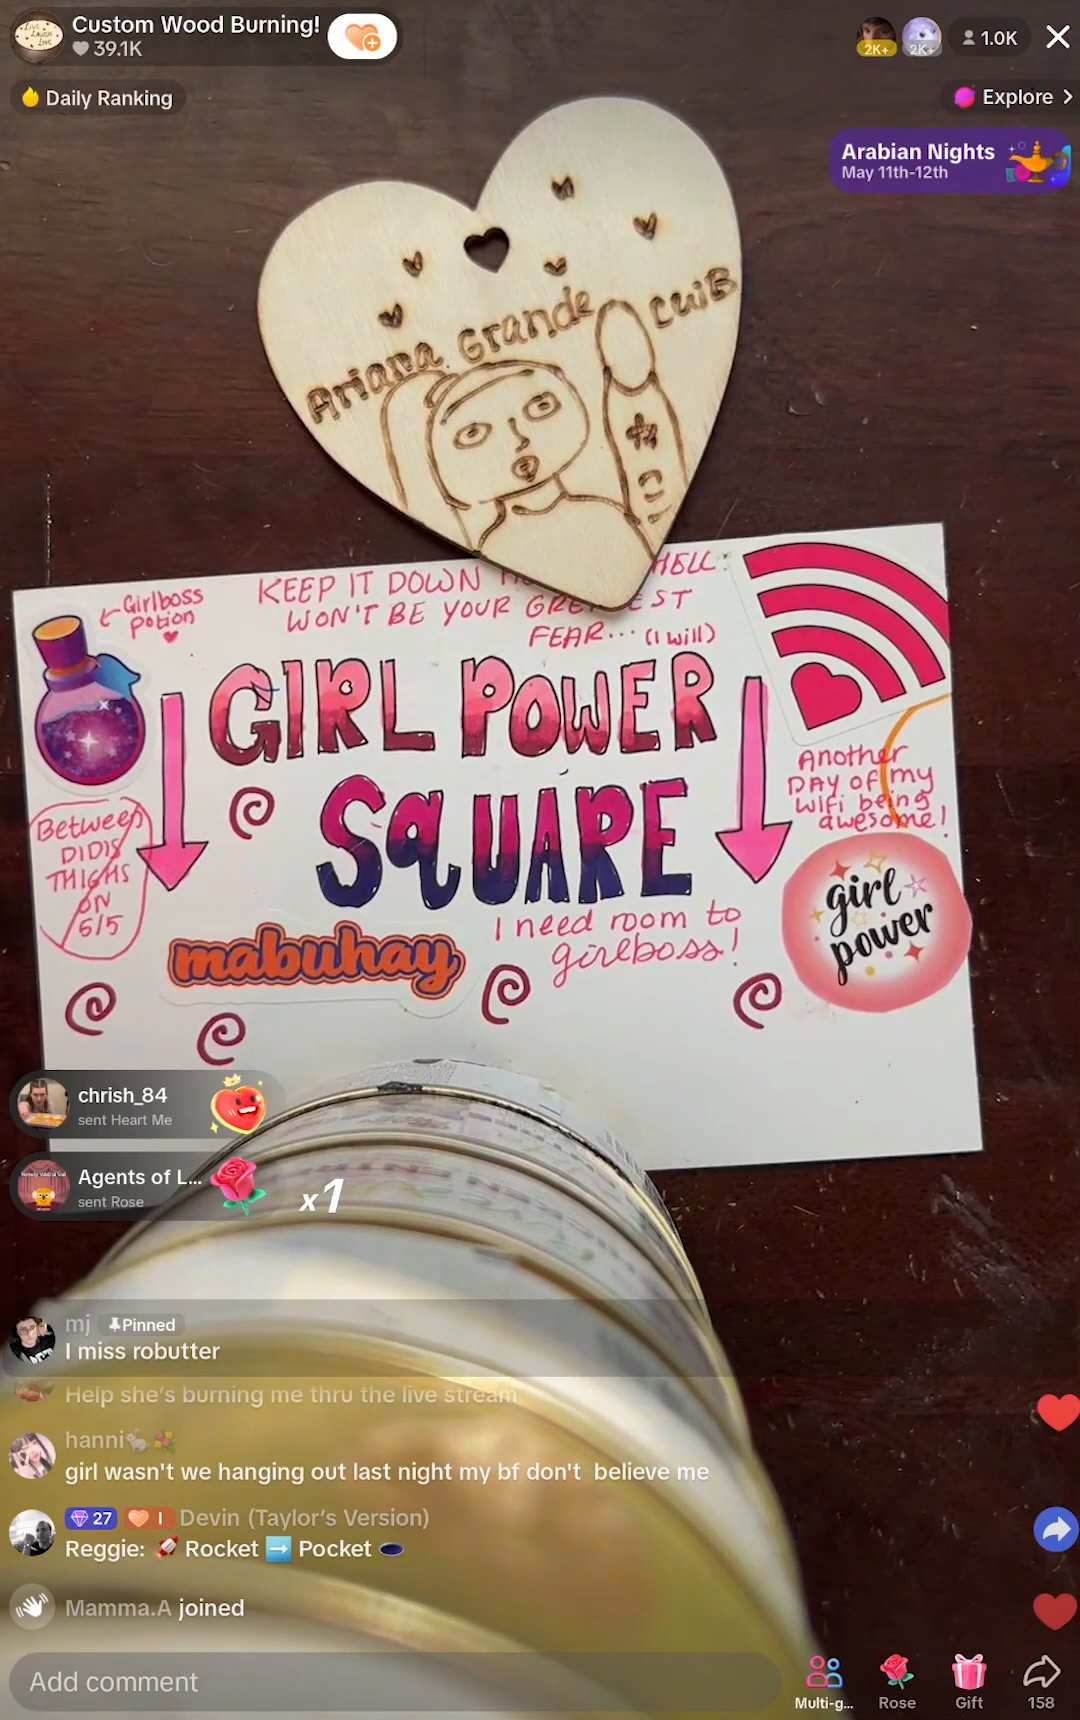 Custom Wood Burning!
39.1K
2K+
2K+
1.0K
Daily Ranking
Explore
Arabian Nights
May 11th-12th
Ariana Grande CWB
Girlboss
potion
KEEP IT DOWN HELL
WON'T BE YOUR
FEAR... (I will)
GIRL POWER
SQUARE
Another
DAY OF my
wifi being
awesome!
Between
DIDIS
THIGHS
ON
6/5
girl
power
I need room to
girlboss!
mabuhay
chrish_84
sent Heart Me
Agents of L...
sent Rose
x1
mj Pinned
I miss robutter
Help she's burning me thru the live stream
hanni🐇💐
girl wasn't we hanging out last night my bf don't believe me
27 I Devin (Taylor's Version)
Reggie: 🚀 Rocket ➡️ Pocket 🕳️
Mamma.A joined
Add comment
Multi-g...
Rose
Gift
158